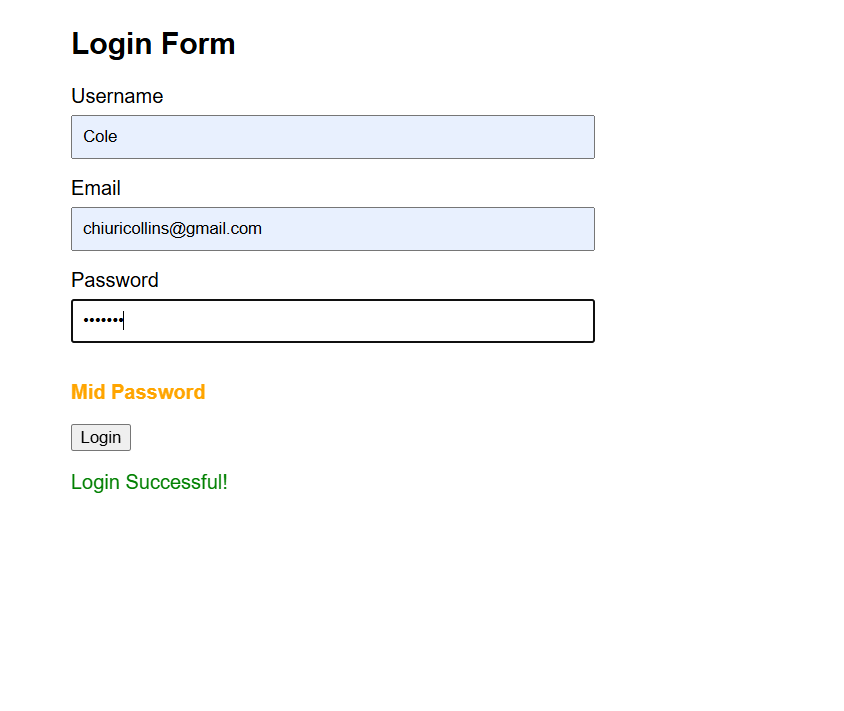 Login Form
Username
Cole
Email
chiuricollins@gmail.com
Password
•••••••
Mid Password
Login
Login Successful!